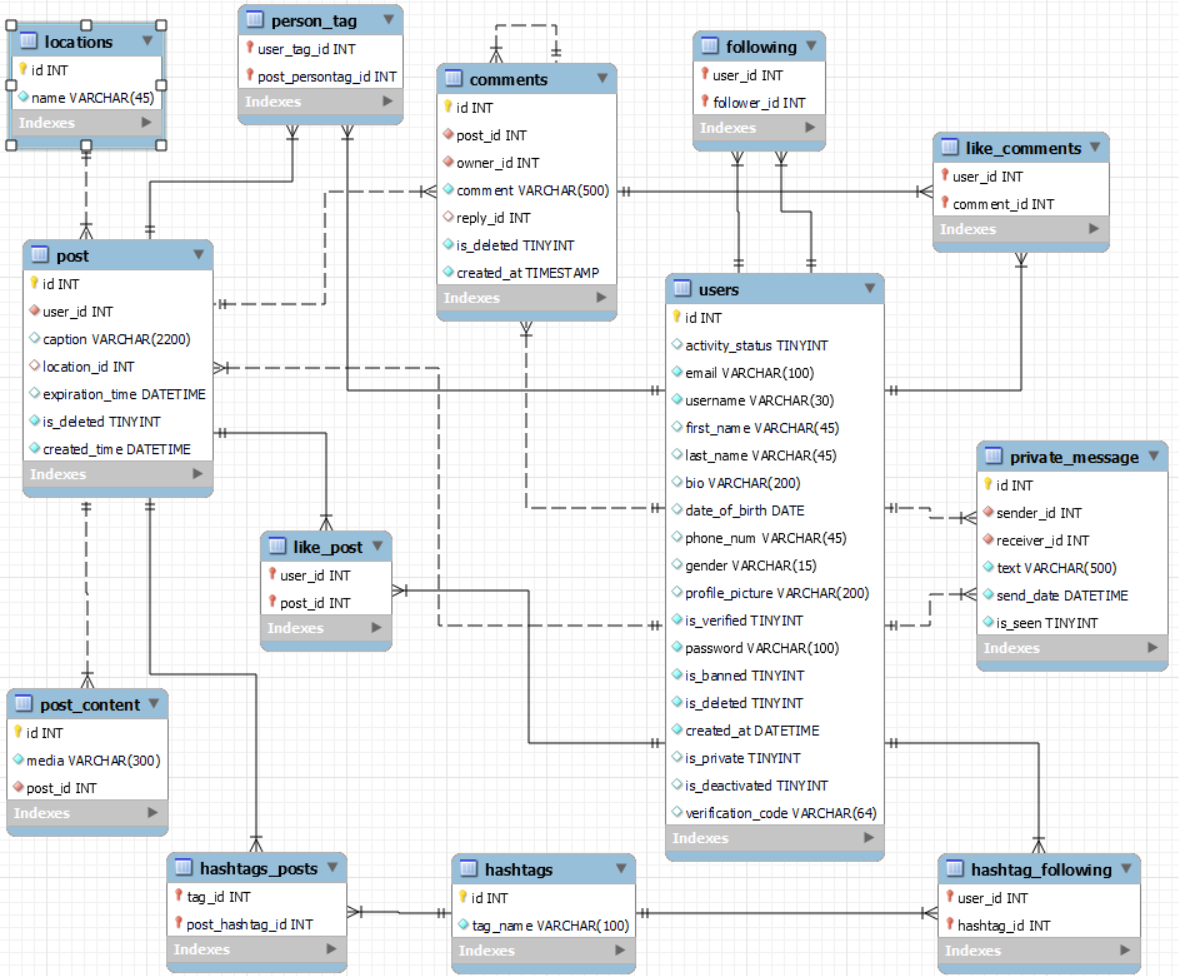 locations
id INT
name VARCHAR(45)
Indexes
person_tag
user_tag_id INT
post_persontag_id INT
Indexes
comments
id INT
post_id INT
owner_id INT
comment VARCHAR(500)
reply_id INT
is_deleted TINYINT
created_at TIMESTAMP
Indexes
following
user_id INT
follower_id INT
Indexes
like_comments
user_id INT
comment_id INT
Indexes
post
id INT
user_id INT
caption VARCHAR(2200)
location_id INT
expiration_time DATETIME
is_deleted TINYINT
created_time DATETIME
Indexes
users
id INT
activity_status TINYINT
email VARCHAR(100)
username VARCHAR(30)
first_name VARCHAR(45)
last_name VARCHAR(45)
bio VARCHAR(200)
date_of_birth DATE
phone_num VARCHAR(45)
gender VARCHAR(15)
profile_picture VARCHAR(200)
is_verified TINYINT
password VARCHAR(100)
is_banned TINYINT
is_deleted TINYINT
created_at DATETIME
is_private TINYINT
is_deactivated TINYINT
verification_code VARCHAR(64)
Indexes
private_message
id INT
sender_id INT
receiver_id INT
text VARCHAR(500)
send_date DATETIME
is_seen TINYINT
Indexes
like_post
user_id INT
post_id INT
Indexes
post_content
id INT
media VARCHAR(300)
post_id INT
Indexes
hashtags_posts
tag_id INT
post_hashtag_id INT
Indexes
hashtags
id INT
tag_name VARCHAR(100)
Indexes
hashtag_following
user_id INT
hashtag_id INT
Indexes